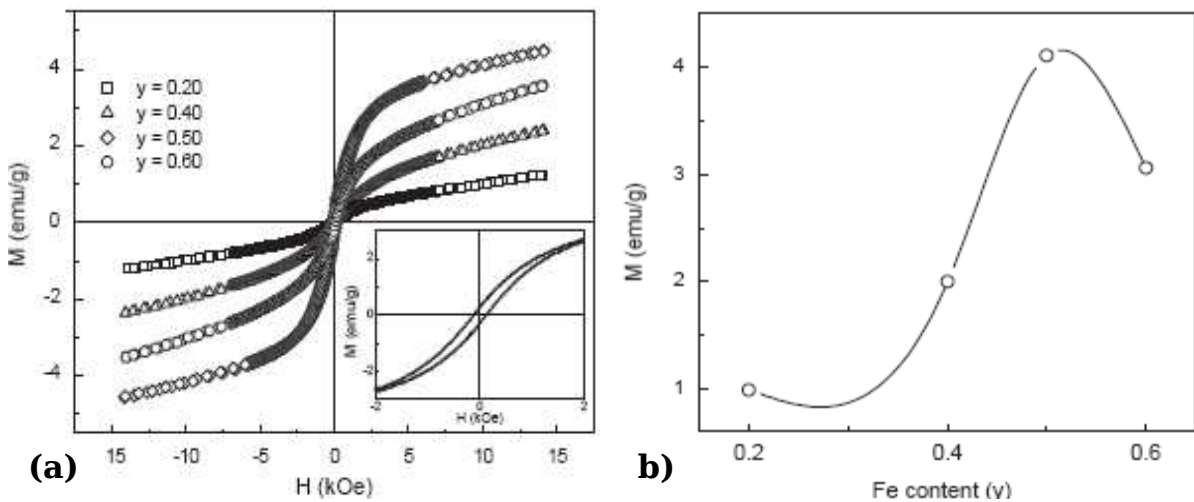 4
2
0
-2
-4
M (emu/g)
y = 0.20
y = 0.40
y = 0.50
y = 0.60
2
0
-2
M (emu/g)
-2 0 2
H (kOe)
15 -10 -5 0 5 10 15
H (kOe)
(a)
4
3
2
1
M (emu/g)
0.2 0.4 0.6
Fe content (y)
b)